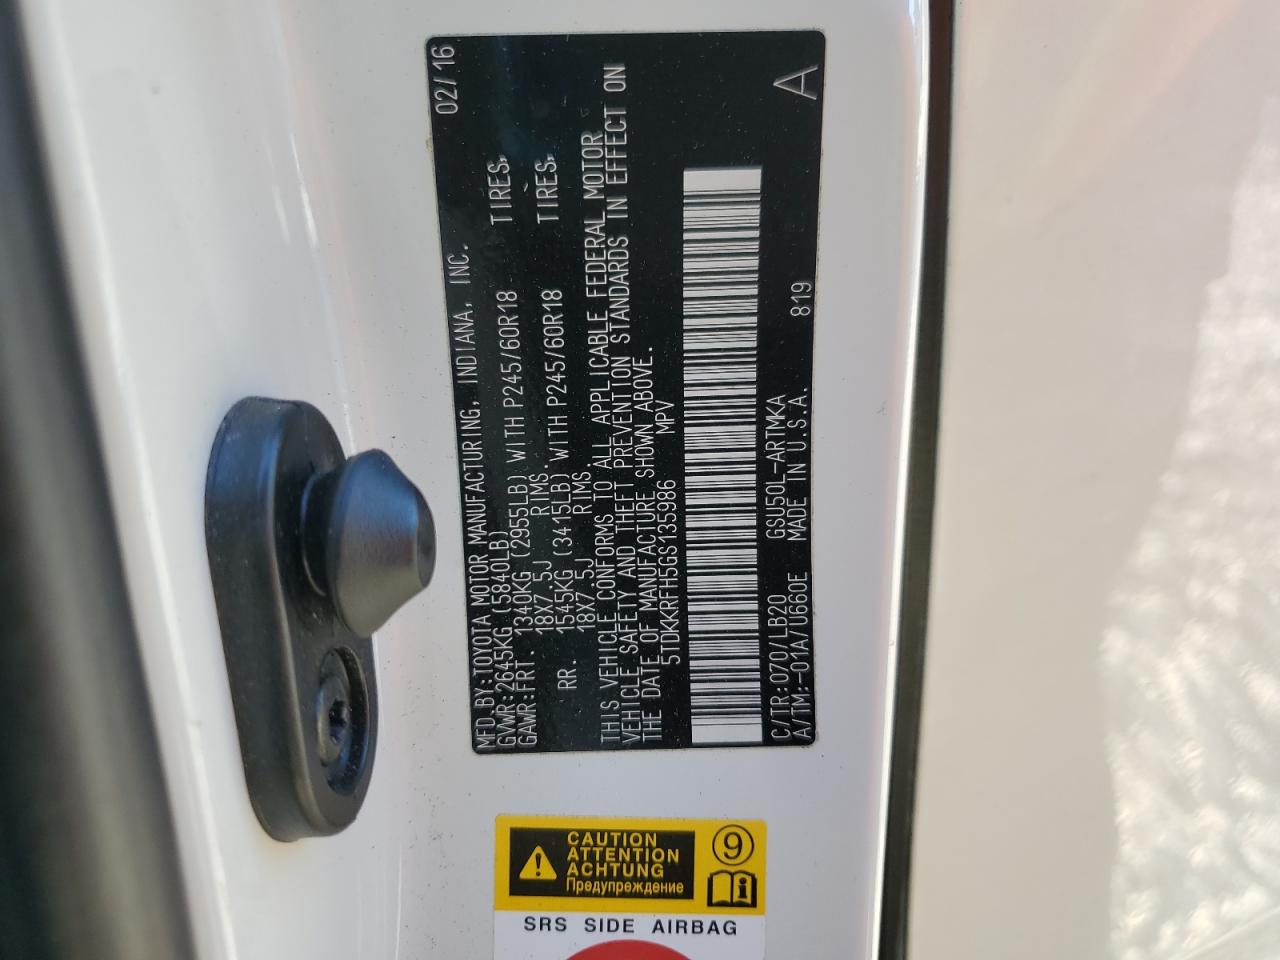 MFD.BY:TOYOTA MOTOR MANUFACTURING, INDIANA, INC. 02/16
GVWR:2645KG (5840LB)
GAWR:FRT. 1340KG (2955LB) WITH P245/60R18 TIRES,
18X7.5J RIMS.
RR. 1545KG (3415LB) WITH P245/60R18 TIRES,
18X7.5J RIMS.
THIS VEHICLE CONFORMS TO ALL APPLICABLE FEDERAL MOTOR
VEHICLE SAFETY AND THEFT PREVENTION STANDARDS IN EFFECT ON
THE DATE OF MANUFACTURE SHOWN ABOVE.
5TDKKRFH5GS135986 MPV
C/TR:070/LB20 GSU50L-ARTMKA 819 A
A/TM:-01A/U660E MADE IN U.S.A.
CAUTION
ATTENTION
ACHTUNG
Предупреждение
9
SRS SIDE AIRBAG